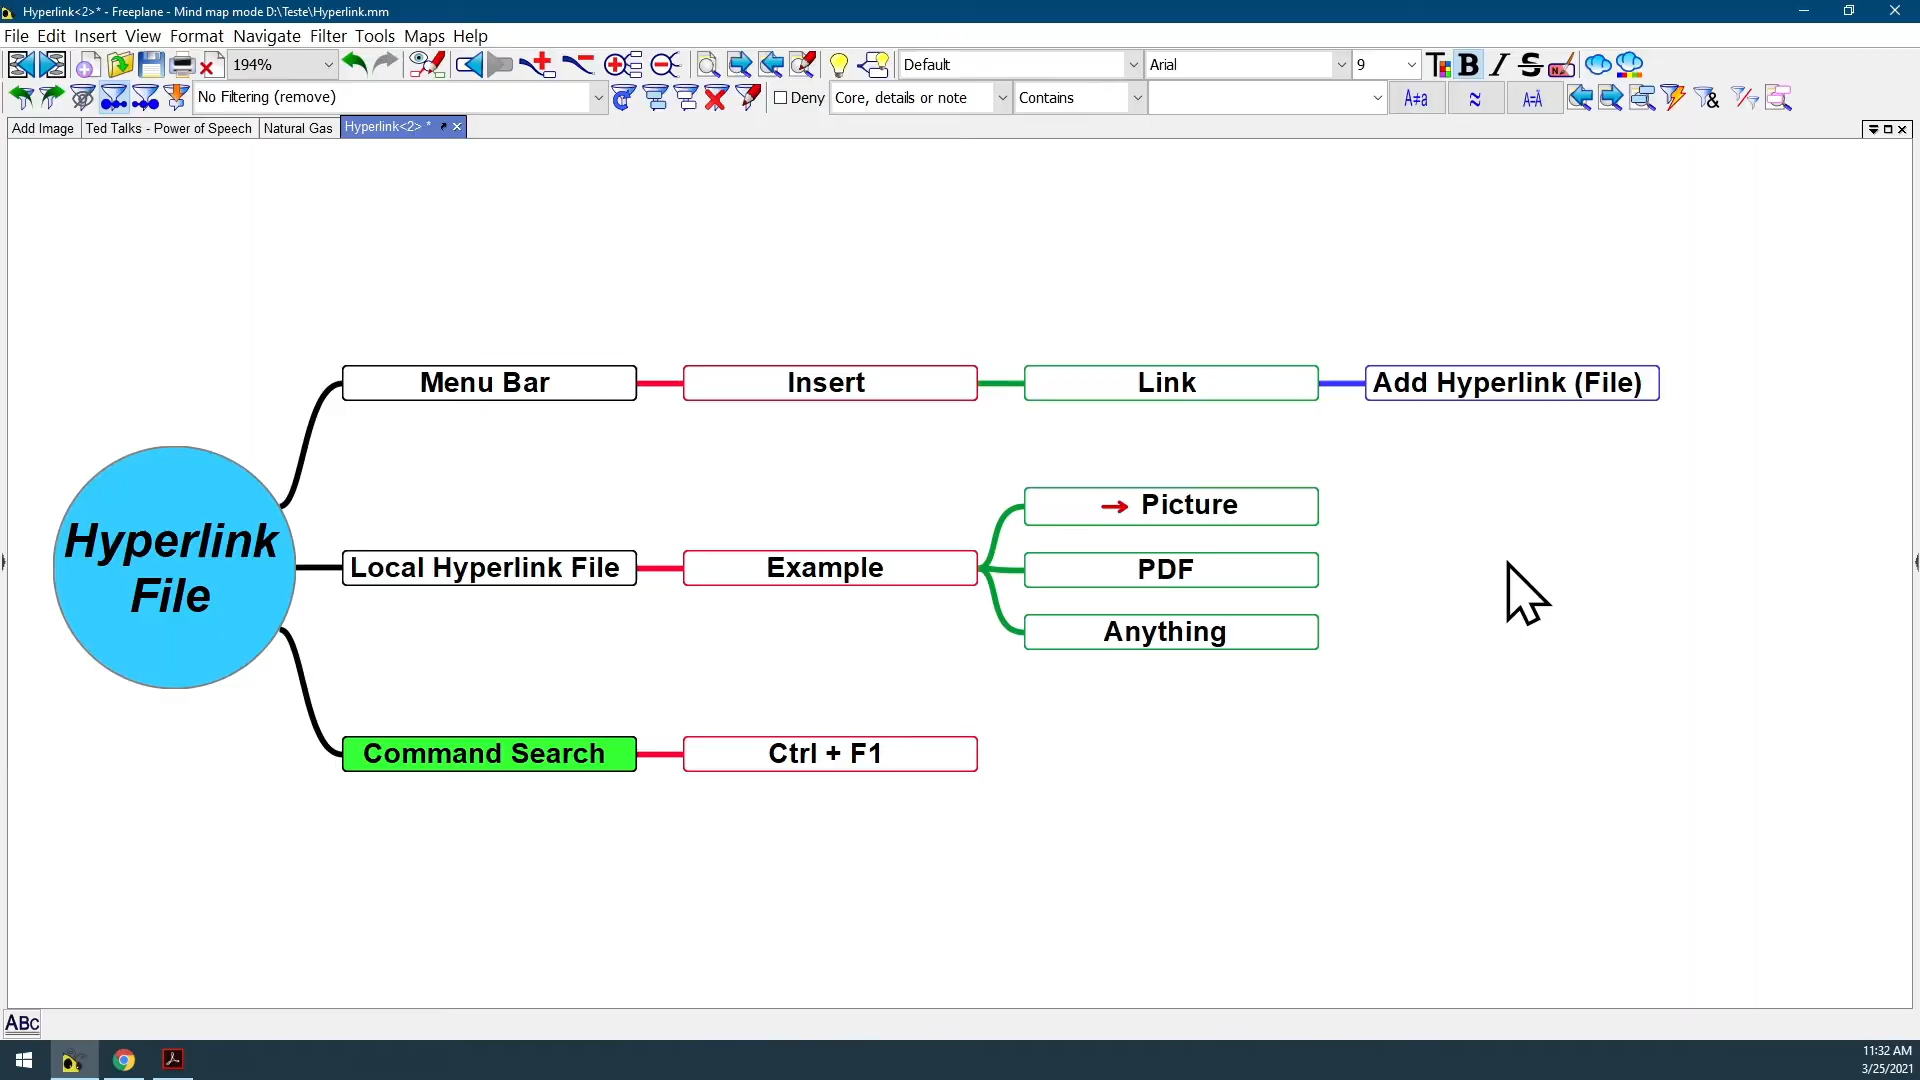 Hyperlink<2>* - Freeplane - Mind map mode D:\Teste\Hyperlink.mm
File Edit Insert View Format Navigate Filter Tools Maps Help
194% Default Arial 9
No Filtering (remove) Deny Core, details or note Contains A≠a ≈ A=Ä
Add Image Ted Talks - Power of Speech Natural Gas Hyperlink<2> *
Menu Bar Insert Link Add Hyperlink (File)
Hyperlink
File
Local Hyperlink File Example
Picture
PDF
Anything
Command Search Ctrl + F1
ABC
11:32 AM
3/25/2021